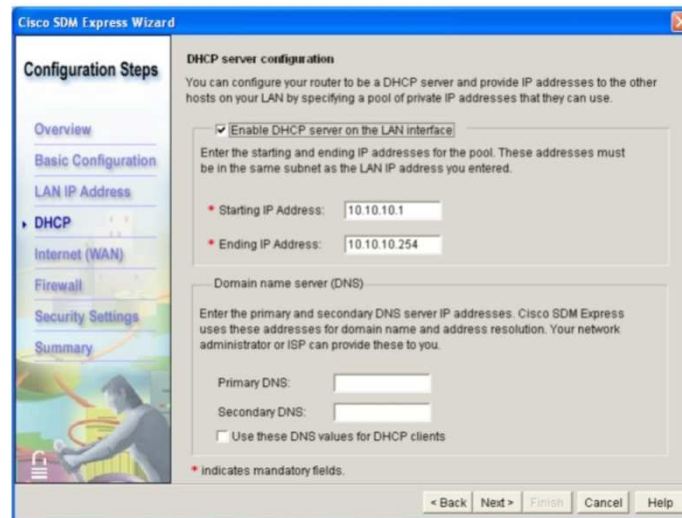 Cisco SDM Express Wizard
Configuration Steps
Overview
Basic Configuration
LAN IP Address
DHCP
Internet (WAN)
Firewall
Security Settings
Summary
DHCP server configuration
You can configure your router to be a DHCP server and provide IP addresses to the other
hosts on your LAN by specifying a pool of private IP addresses that they can use.
Enable DHCP server on the LAN interface
Enter the starting and ending IP addresses for the pool. These addresses must
be in the same subnet as the LAN IP address you entered.
* Starting IP Address: 10.10.10.1
* Ending IP Address: 10.10.10.254
Domain name server (DNS)
Enter the primary and secondary DNS server IP addresses. Cisco SDM Express
uses these addresses for domain name and address resolution. Your network
administrator or ISP can provide these to you.
Primary DNS:
Secondary DNS:
Use these DNS values for DHCP clients
* indicates mandatory fields.
< Back Next > Finish Cancel Help